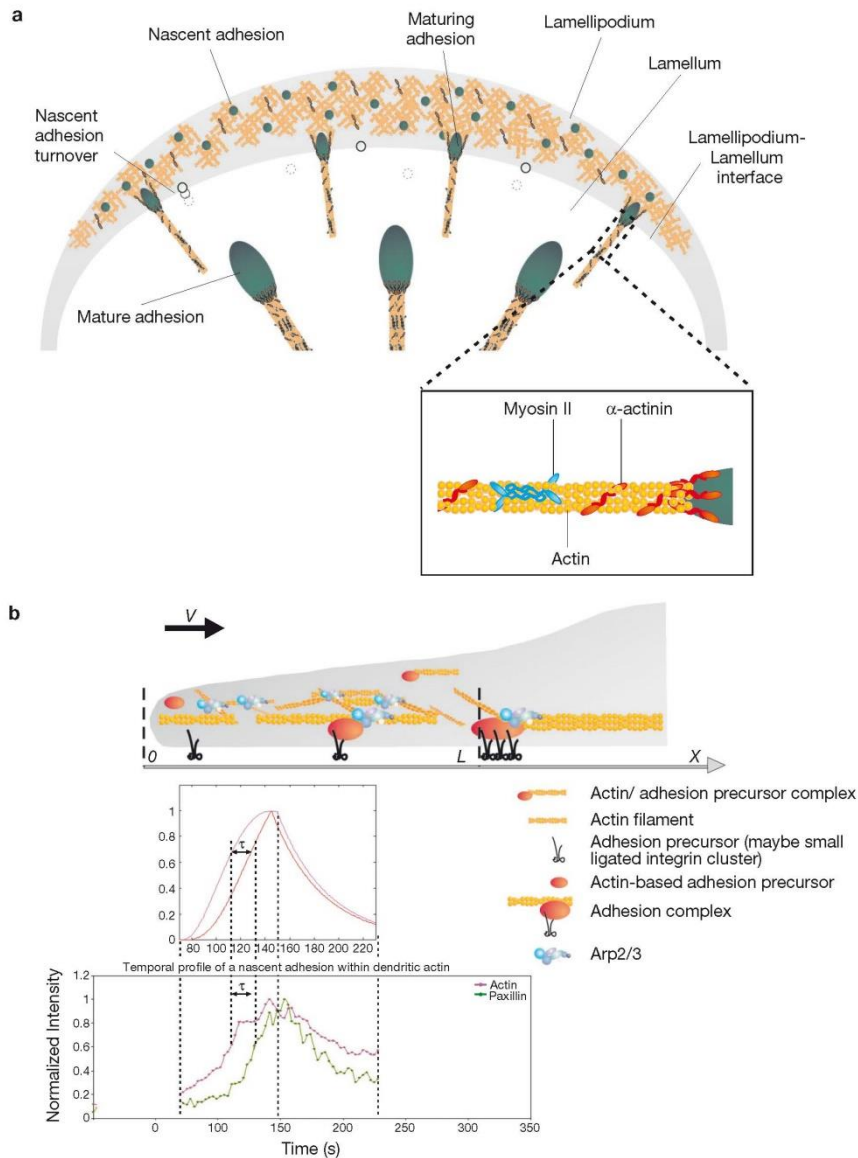 a
Nascent adhesion
Maturing
adhesion
Lamellipodium
Lamellum
Nascent
adhesion
turnover
Lamellipodium-
Lamellum
interface
Mature adhesion
Myosin II
α-actinin
Actin
b
V
0
L
X
1
0.8
0.6
0.4
0.2
0
τ
80 100 120 140 160 180 200 220
Actin/ adhesion precursor complex
Actin filament
Adhesion precursor (maybe small
ligated integrin cluster)
Actin-based adhesion precursor
Adhesion complex
Arp2/3
Temporal profile of a nascent adhesion within dendritic actin
Normalized Intensity
1.2
1
0.8
0.6
0.4
0.2
0
τ
Actin
Paxillin
0 50 100 150 200 250 300 350
Time (s)